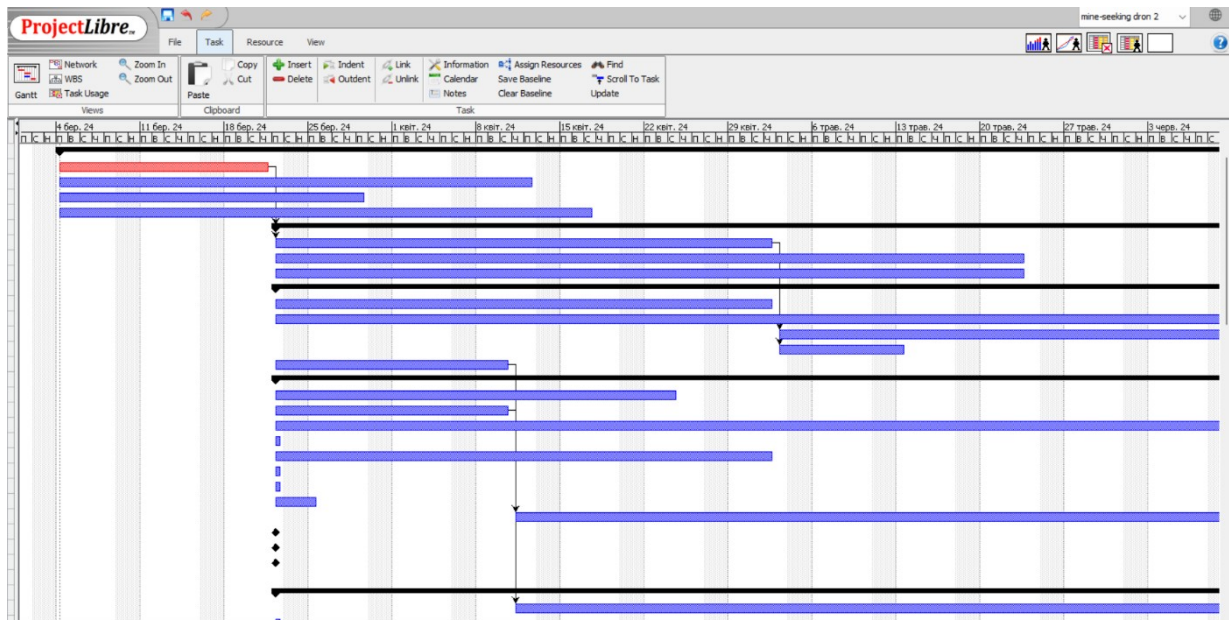 mine-seeking dron 2
ProjectLibre™
File Task Resource View
Network Zoom In Copy Insert Indent Link Information Assign Resources Find
WBS Zoom Out Cut Delete Outdent Unlink Calendar Save Baseline Scroll To Task
Gantt Task Usage Paste Notes Clear Baseline Update
Views Clipboard Task
4 бер. 24 11 бер. 24 18 бер. 24 25 бер. 24 1 квіт. 24 8 квіт. 24 15 квіт. 24 22 квіт. 24 29 квіт. 24 6 трав. 24 13 трав. 24 20 трав. 24 27 трав. 24 3 черв. 24
П С Н П В С Ч П С Н П В С Ч П С Н П В С Ч П С Н П В С Ч П С Н П В С Ч П С Н П В С Ч П С Н П В С Ч П С Н П В С Ч П С Н П В С Ч П С Н П В С Ч П С Н П В С Ч П С Н П В С Ч П С Н П В С Ч П С Н П В С Ч П С